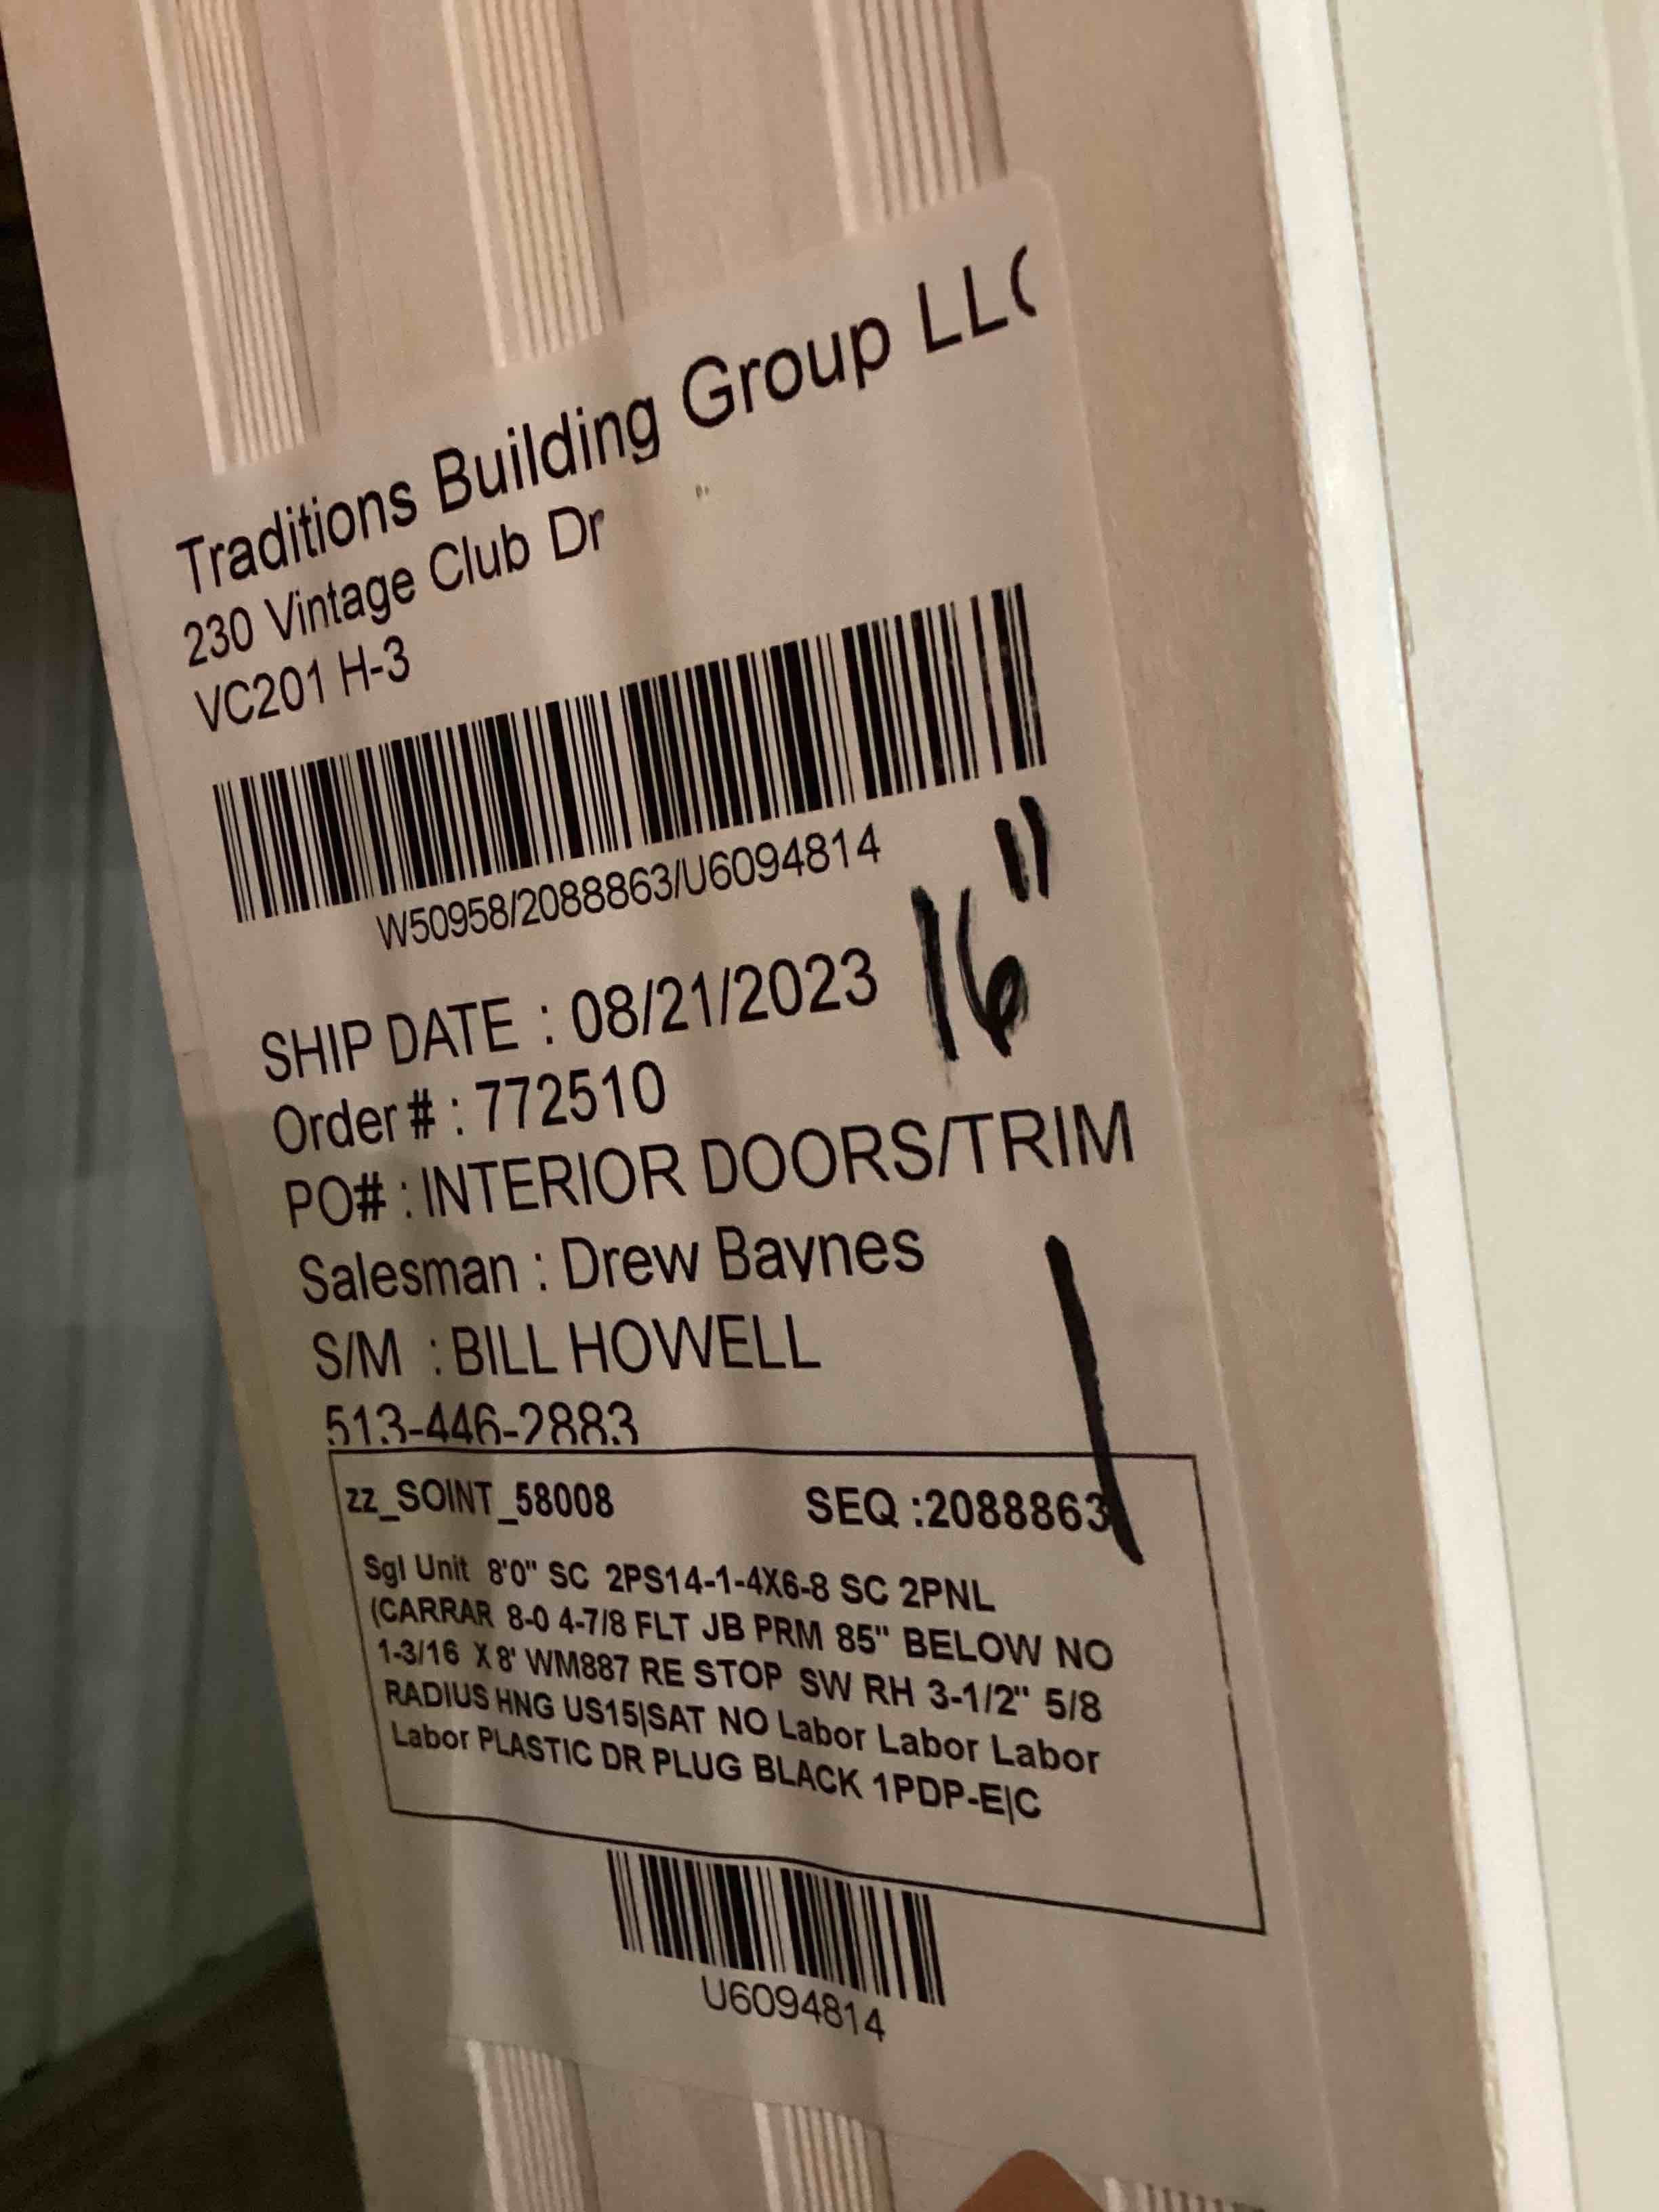 Traditions Building Group LLC
230 Vintage Club Dr
VC201 H-3
W50958/2088863/U6094814
16"
SHIP DATE : 08/21/2023
Order # : 772510
PO# : INTERIOR DOORS/TRIM
Salesman : Drew Baynes
S/M : BILL HOWELL
513-446-2883
zz_SOINT_58008 SEQ :2088863
Sgl Unit 8'0" SC 2PS14-1-4X6-8 SC 2PNL
(CARRAR 8-0 4-7/8 FLT JB PRM 85" BELOW NO
1-3/16 X 8' WM887 RE STOP SW RH 3-1/2" 5/8
RADIUS HNG US15|SAT NO Labor Labor Labor
Labor PLASTIC DR PLUG BLACK 1PDP-E|C
U6094814